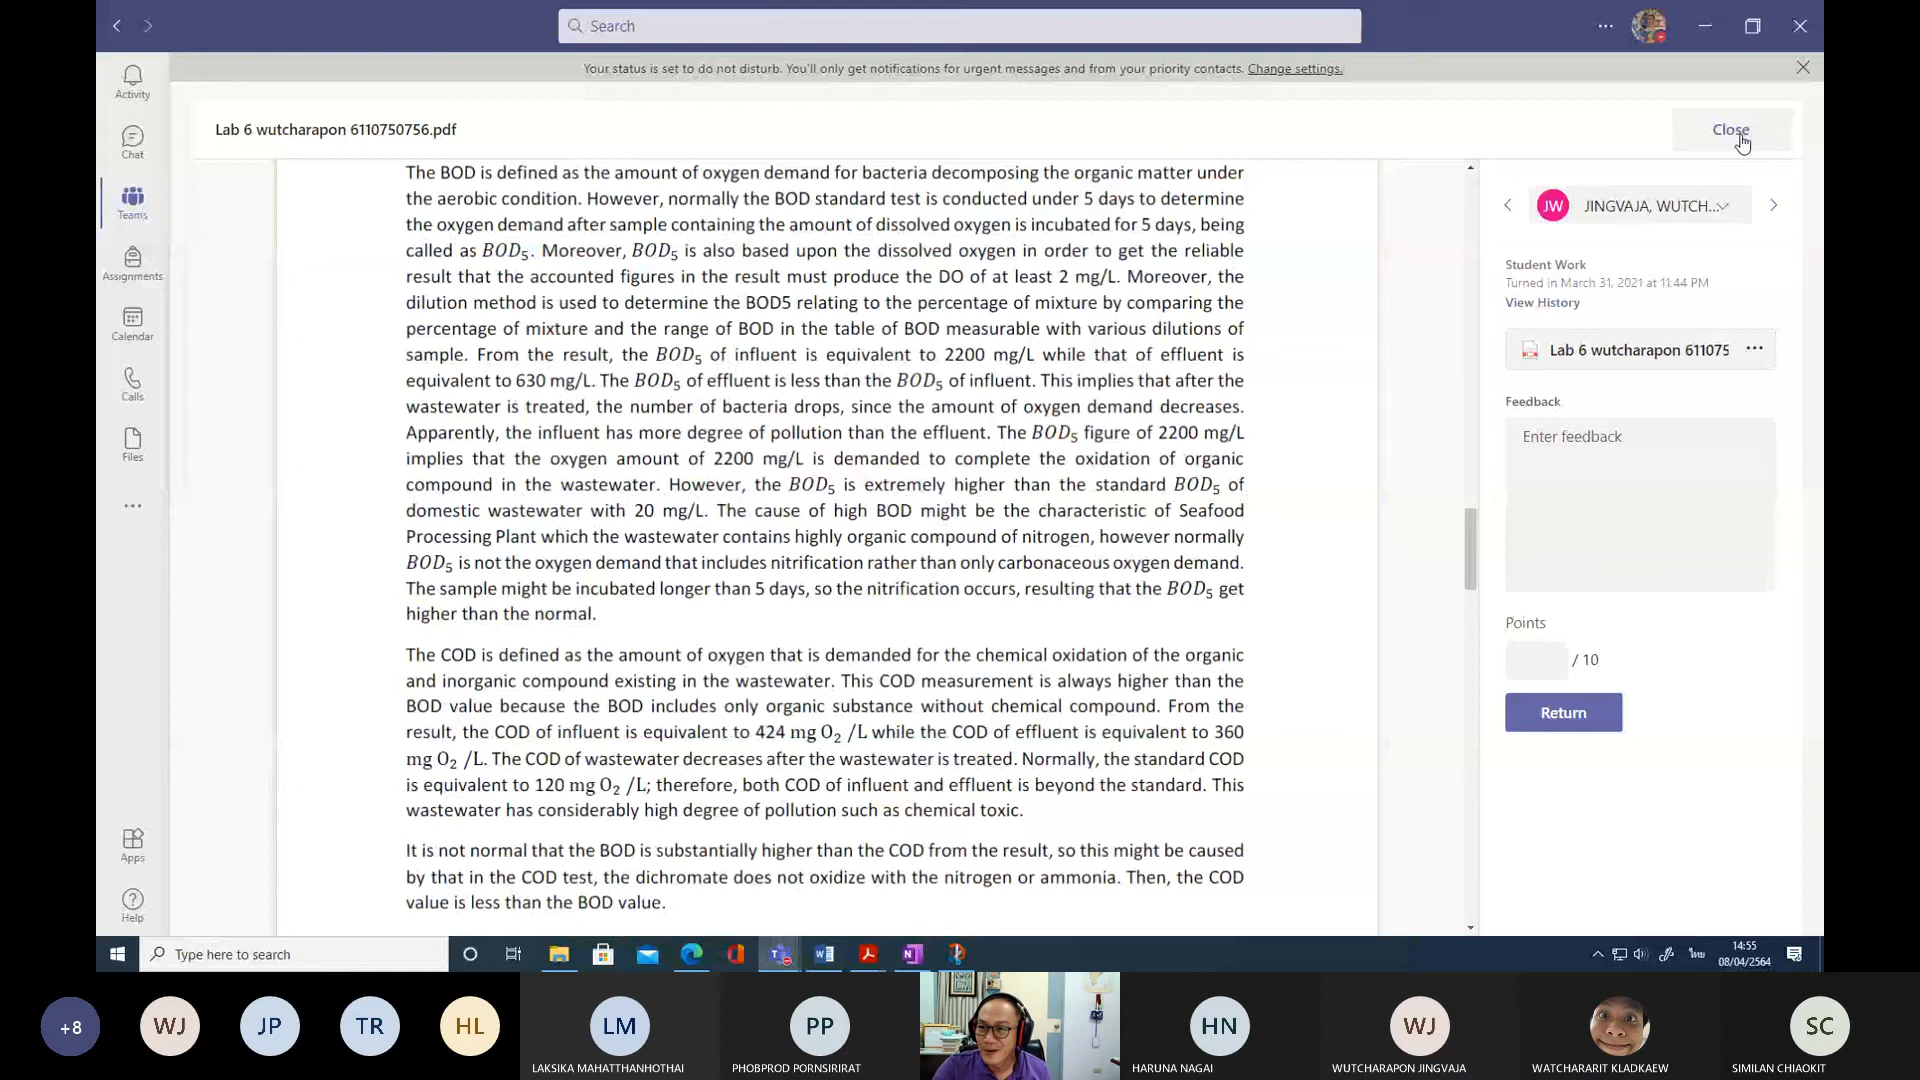 Search
Your status is set to do not disturb. You'll only get notifications for urgent messages and from your priority contacts. Change settings.
Activity
Chat
Teams
Assignments
Calendar
Calls
Files
Apps
Help
Lab 6 wutcharapon 6110750756.pdf
Close
The BOD is defined as the amount of oxygen demand for bacteria decomposing the organic matter under
the aerobic condition. However, normally the BOD standard test is conducted under 5 days to determine
the oxygen demand after sample containing the amount of dissolved oxygen is incubated for 5 days, being
called as BOD₅. Moreover, BOD₅ is also based upon the dissolved oxygen in order to get the reliable
result that the accounted figures in the result must produce the DO of at least 2 mg/L. Moreover, the
dilution method is used to determine the BOD5 relating to the percentage of mixture by comparing the
percentage of mixture and the range of BOD in the table of BOD measurable with various dilutions of
sample. From the result, the BOD₅ of influent is equivalent to 2200 mg/L while that of effluent is
equivalent to 630 mg/L. The BOD₅ of effluent is less than the BOD₅ of influent. This implies that after the
wastewater is treated, the number of bacteria drops, since the amount of oxygen demand decreases.
Apparently, the influent has more degree of pollution than the effluent. The BOD₅ figure of 2200 mg/L
implies that the oxygen amount of 2200 mg/L is demanded to complete the oxidation of organic
compound in the wastewater. However, the BOD₅ is extremely higher than the standard BOD₅ of
domestic wastewater with 20 mg/L. The cause of high BOD might be the characteristic of Seafood
Processing Plant which the wastewater contains highly organic compound of nitrogen, however normally
BOD₅ is not the oxygen demand that includes nitrification rather than only carbonaceous oxygen demand.
The sample might be incubated longer than 5 days, so the nitrification occurs, resulting that the BOD₅ get
higher than the normal.
The COD is defined as the amount of oxygen that is demanded for the chemical oxidation of the organic
and inorganic compound existing in the wastewater. This COD measurement is always higher than the
BOD value because the BOD includes only organic substance without chemical compound. From the
result, the COD of influent is equivalent to 424 mg O₂ /L while the COD of effluent is equivalent to 360
mg O₂ /L. The COD of wastewater decreases after the wastewater is treated. Normally, the standard COD
is equivalent to 120 mg O₂ /L; therefore, both COD of influent and effluent is beyond the standard. This
wastewater has considerably high degree of pollution such as chemical toxic.
It is not normal that the BOD is substantially higher than the COD from the result, so this might be caused
by that in the COD test, the dichromate does not oxidize with the nitrogen or ammonia. Then, the COD
value is less than the BOD value.
JW
JINGVAJA, WUTCH...
Student Work
Turned in March 31, 2021 at 11:44 PM
View History
Lab 6 wutcharapon 611075
Feedback
Enter feedback
Points
/ 10
Return
Type here to search
ไทย
14:55
08/04/2564
+8
WJ
JP
TR
HL
LM
LAKSIKA MAHATTHANHOTHAI
PP
PHOBPROD PORNSIRIRAT
HN
HARUNA NAGAI
WJ
WUTCHARAPON JINGVAJA
WATCHARARIT KLADKAEW
SC
SIMILAN CHIAOKIT